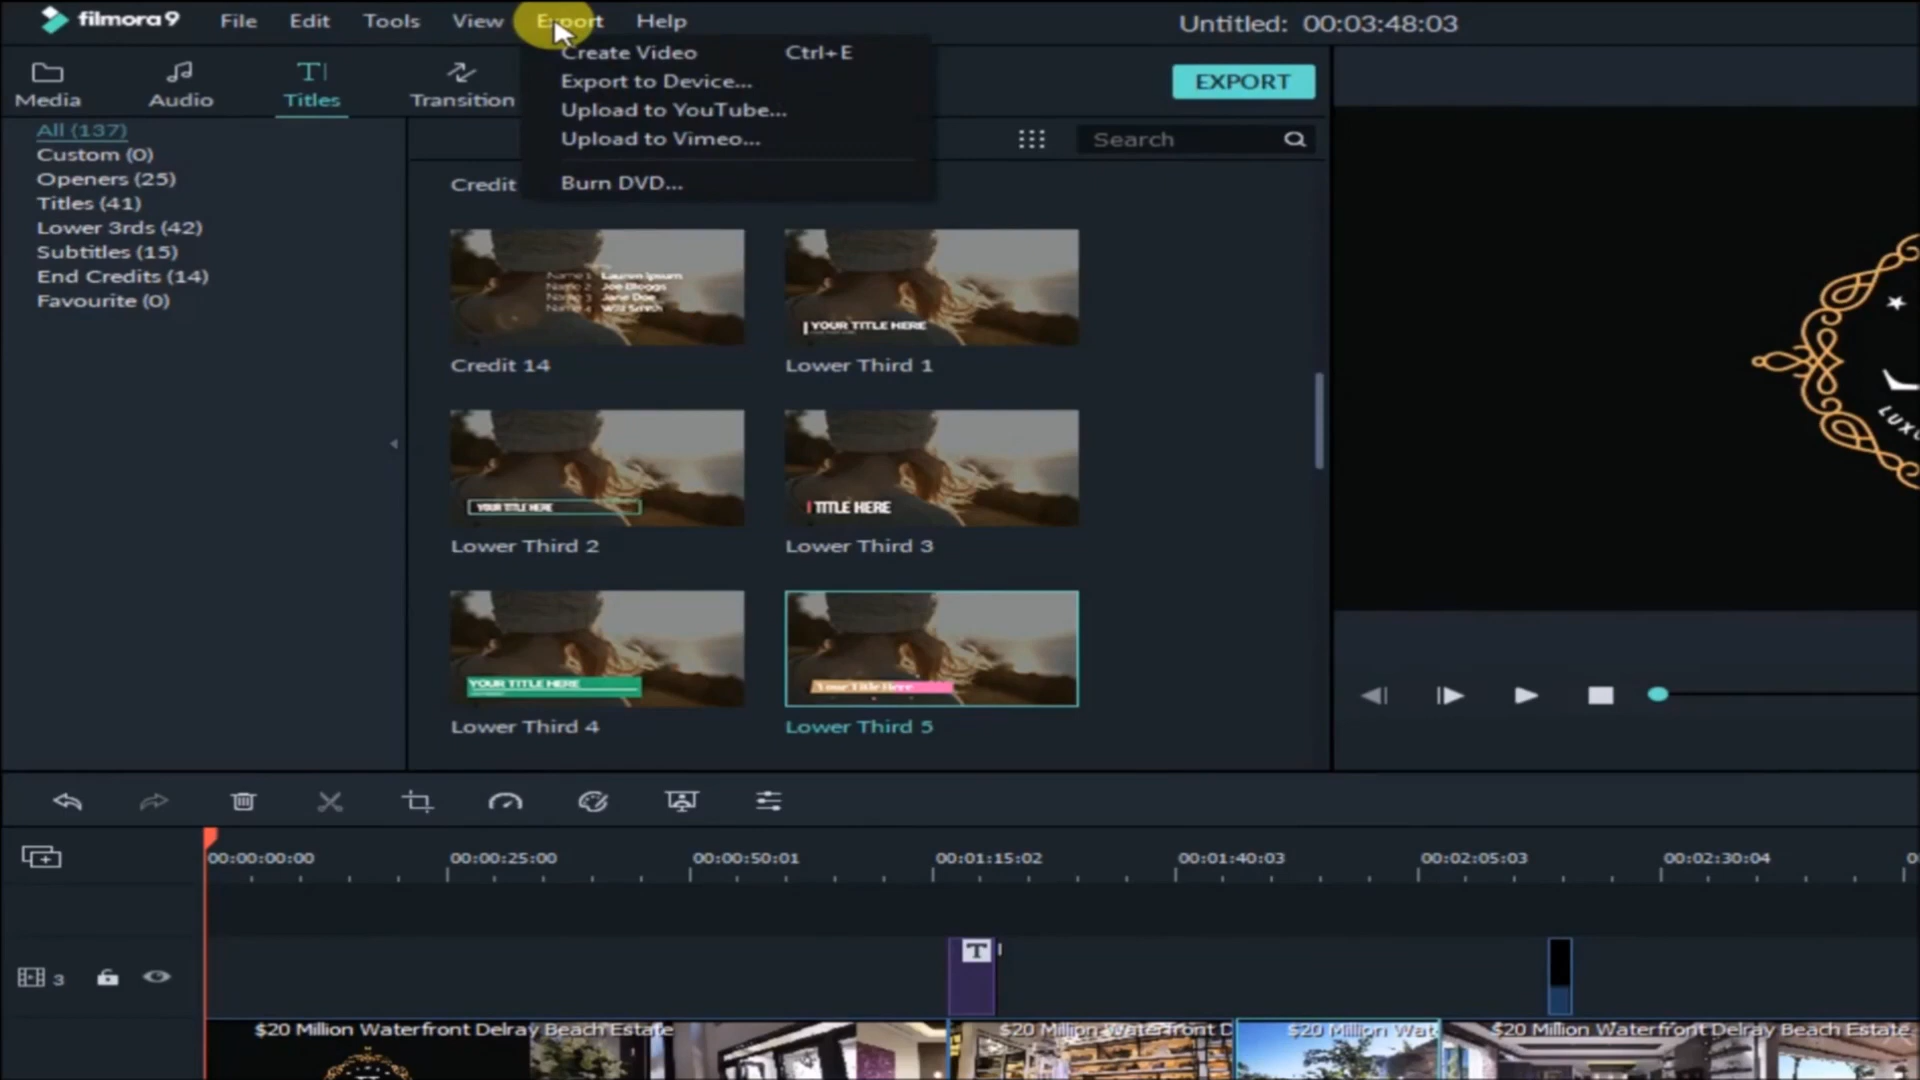 filmora9 File Edit Tools View Export Help Untitled: 00:03:48:03
Create Video Ctrl+E
Export to Device...
Upload to YouTube...
Upload to Vimeo...
Burn DVD...
Media Audio Titles Transition EXPORT
Search
All (137)
Custom (0)
Openers (25)
Titles (41)
Lower 3rds (42)
Subtitles (15)
End Credits (14)
Favourite (0)
Credit
Name 1 Lauren Ipsum
Name 2 Joe Bloggs
Name 3 Jane Doe
Name 4 Will Smith
YOUR TITLE HERE
Credit 14 Lower Third 1
YOUR TITLE HERE
TITLE HERE
Lower Third 2 Lower Third 3
YOUR TITLE HERE
Your Title Here
Lower Third 4 Lower Third 5
00:00:00:00 00:00:25:00 00:00:50:01 00:01:15:02 00:01:40:03 00:02:05:03 00:02:30:04 0
T
3
$20 Million Waterfront Delray Beach Estate $20 Million Waterfront D $20 Million Wat $20 Million Waterfront Delray Beach Estate